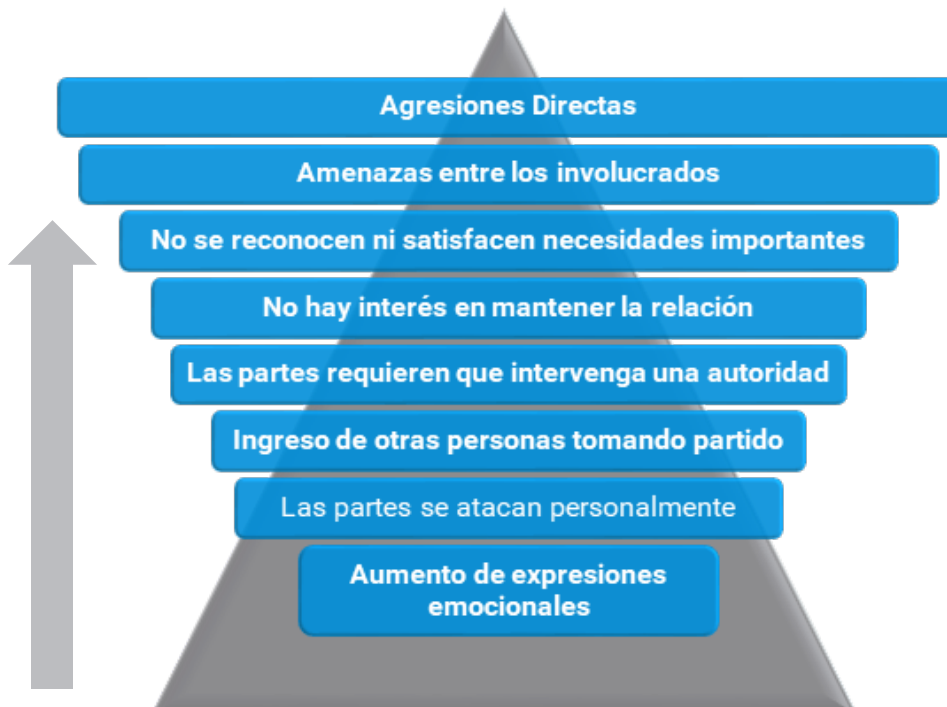 Agresiones Directas
Amenazas entre los involucrados
No se reconocen ni satisfacen necesidades importantes
No hay interés en mantener la relación
Las partes requieren que intervenga una autoridad
Ingreso de otras personas tomando partido
Las partes se atacan personalmente
Aumento de expresiones
emocionales